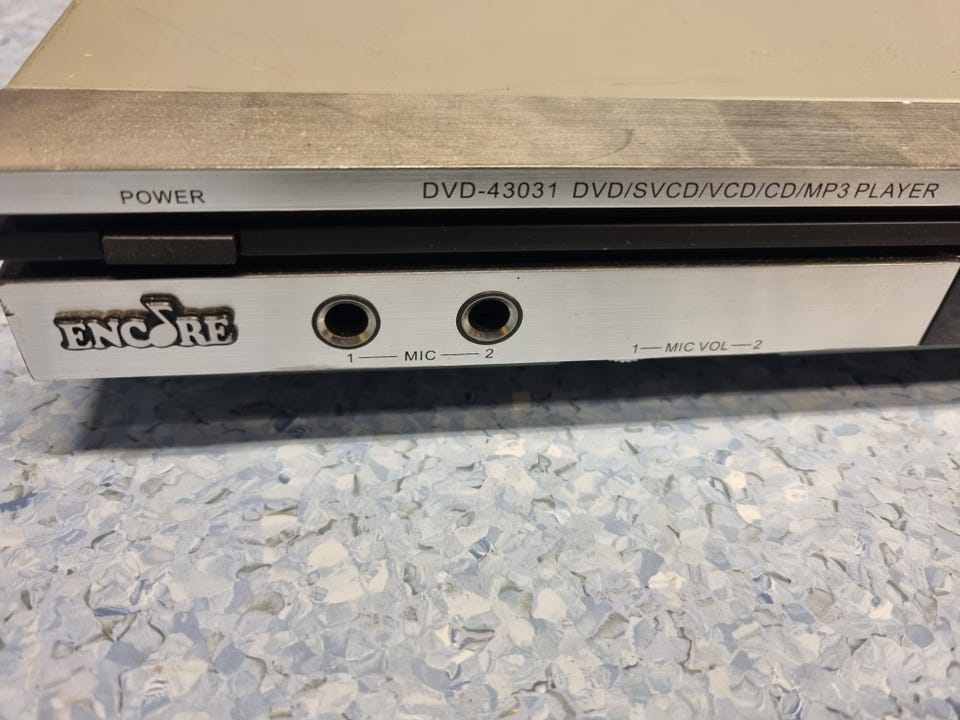 POWER
DVD-43031 DVD/SVCD/VCD/CD/MP3 PLAYER
ENCORE
1 — MIC — 2
1 — MIC VOL — 2